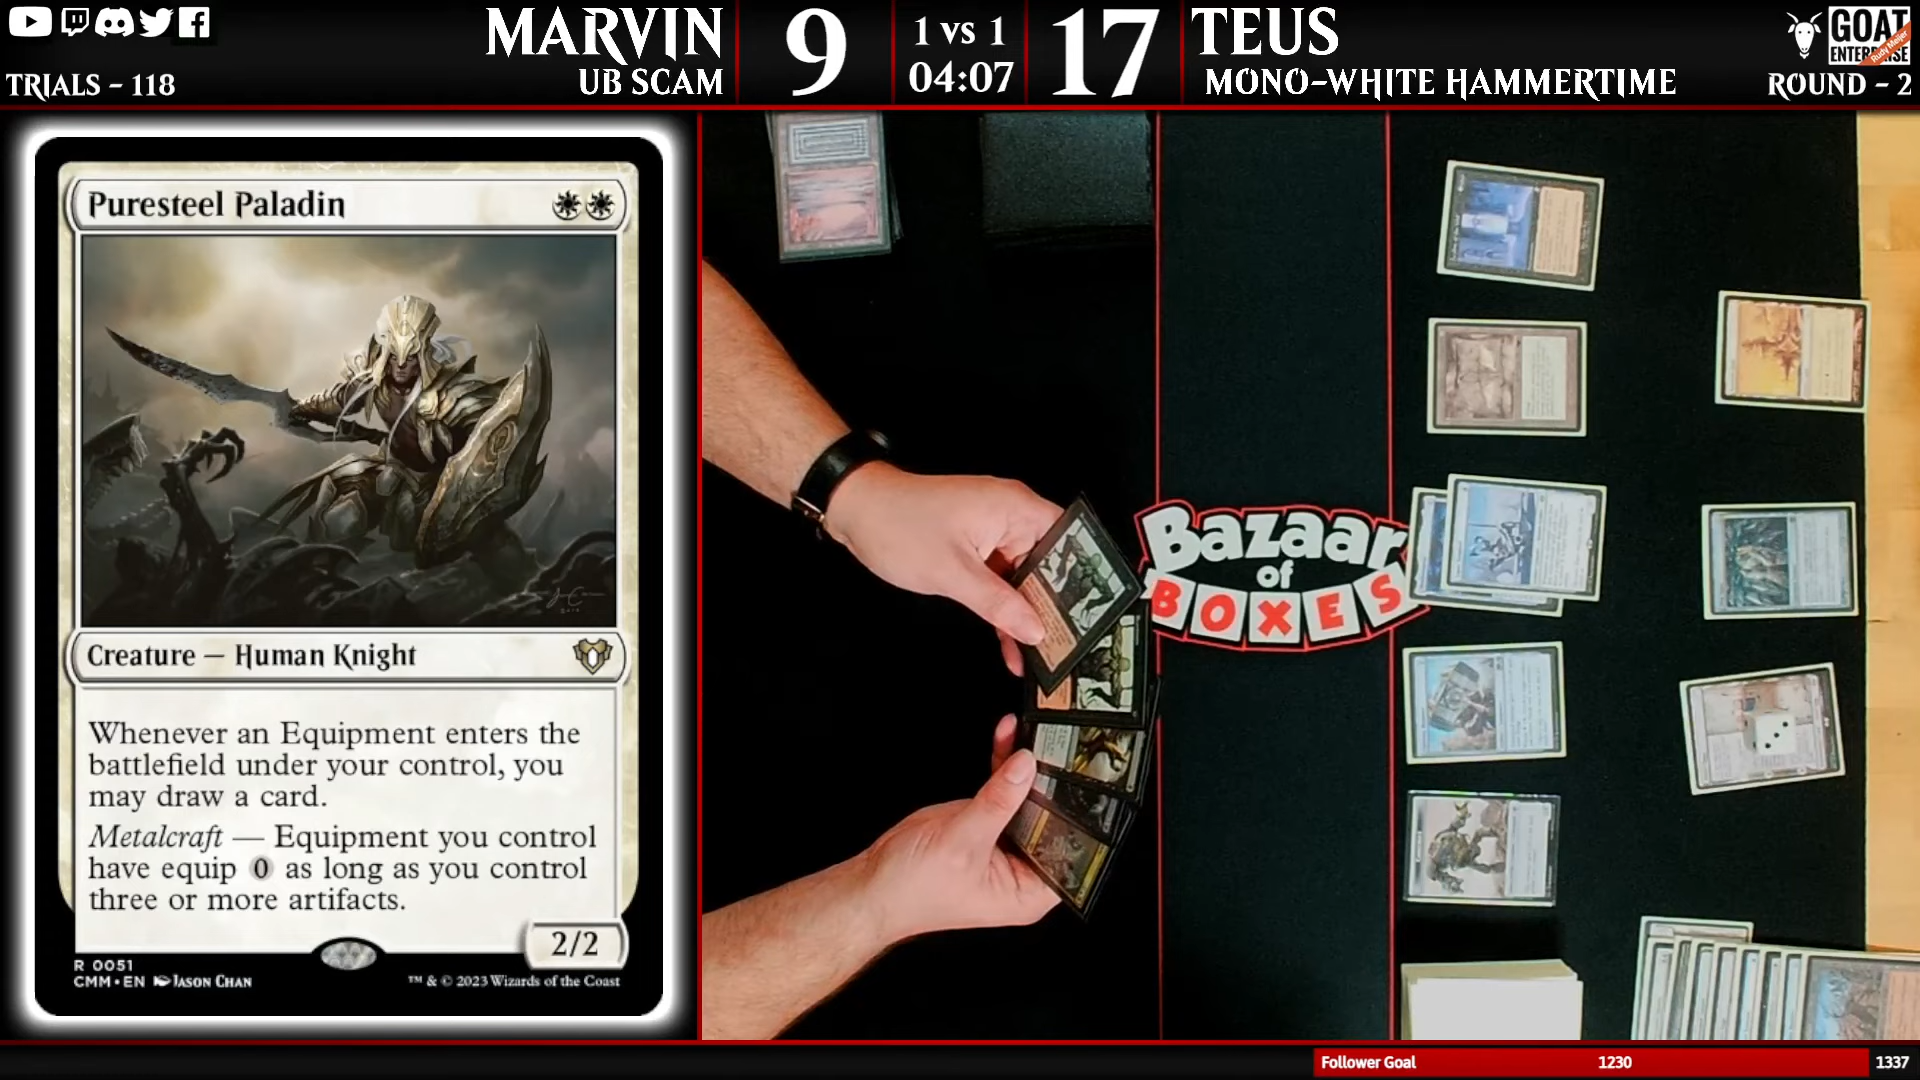 MARVIN
UB SCAM
TRIALS - 118
9
1 vs 1
04:07
17
TEUS
MONO-WHITE HAMMERTIME
GOAT
Rudy Meijer
ROUND - 2
Puresteel Paladin
Creature — Human Knight
Whenever an Equipment enters the
battlefield under your control, you
may draw a card.
Metalcraft — Equipment you control
have equip 0 as long as you control
three or more artifacts.
2/2
R 0051
CMM • EN JASON CHAN
™ & © 2023 Wizards of the Coast
Bazaar
of
BOXES
Follower Goal
1230
1337